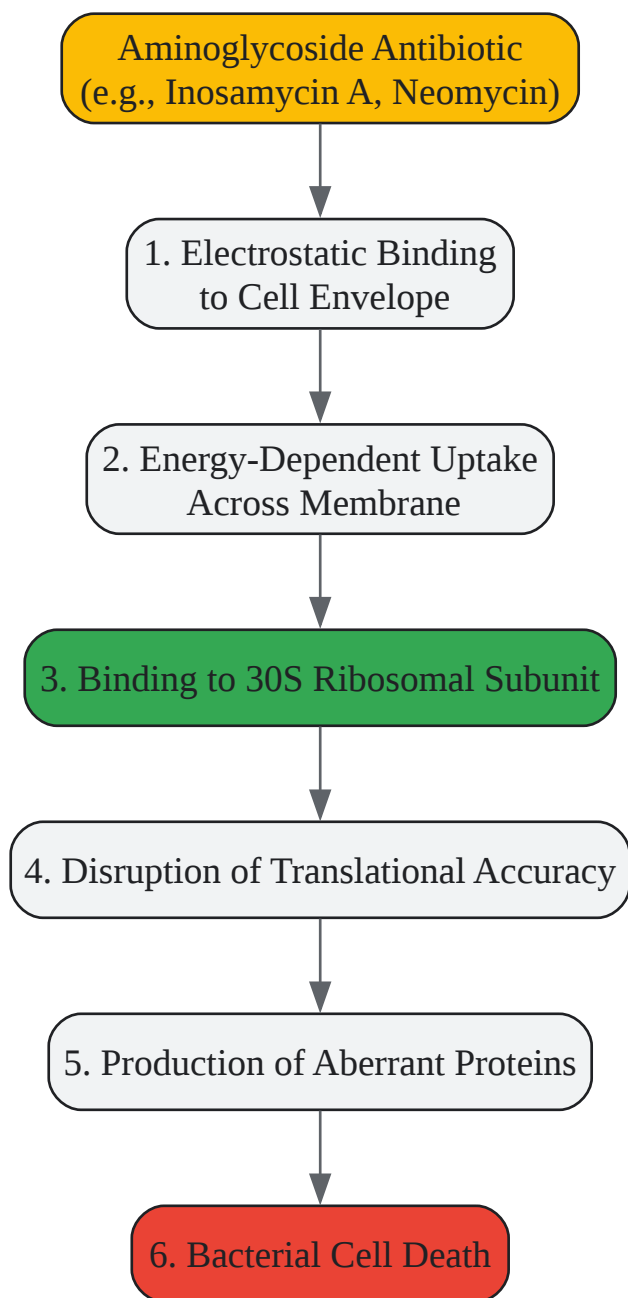 Aminoglycoside Antibiotic
(e.g., Inosamycin A, Neomycin)
1. Electrostatic Binding
to Cell Envelope
2. Energy-Dependent Uptake
Across Membrane
3. Binding to 30S Ribosomal Subunit
4. Disruption of Translational Accuracy
5. Production of Aberrant Proteins
6. Bacterial Cell Death